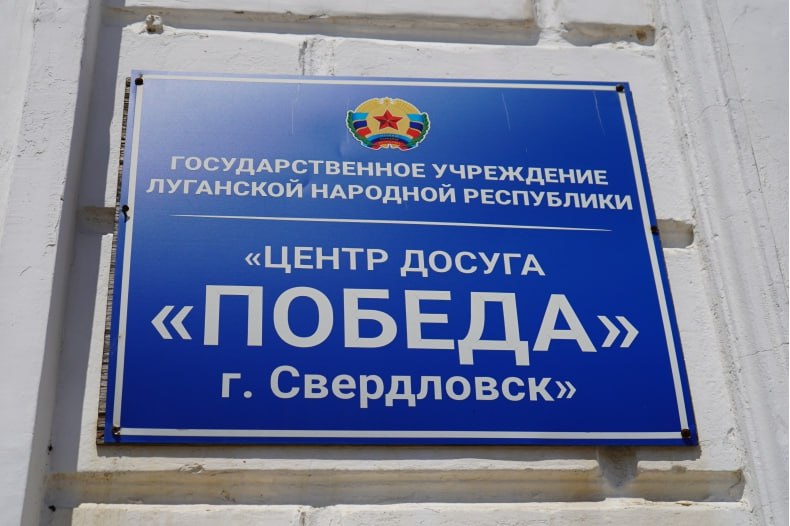 ГОСУДАРСТВЕННОЕ УЧРЕЖДЕНИЕ
ЛУГАНСКОЙ НАРОДНОЙ РЕСПУБЛИКИ
«ЦЕНТР ДОСУГА
«ПОБЕДА»
г. Свердловск»